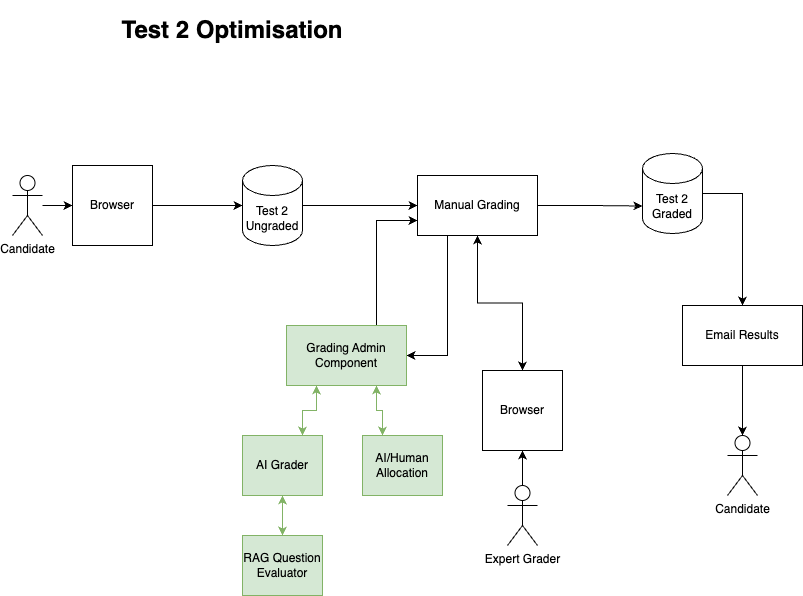 Test 2 Optimisation
Candidate
Browser
Test 2
Ungraded
Manual Grading
Test 2
Graded
Grading Admin
Component
Email Results
AI Grader
AI/Human
Allocation
Browser
Candidate
RAG Question
Evaluator
Expert Grader